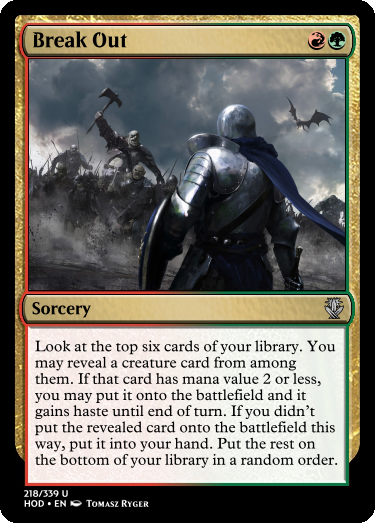 Break Out
Sorcery
Look at the top six cards of your library. You
may reveal a creature card from among
them. If that card has mana value 2 or less,
you may put it onto the battlefield and it
gains haste until end of turn. If you didn't
put the revealed card onto the battlefield this
way, put it into your hand. Put the rest on
the bottom of your library in a random order.
218/339 U
HOD • EN Tomasz Ryger